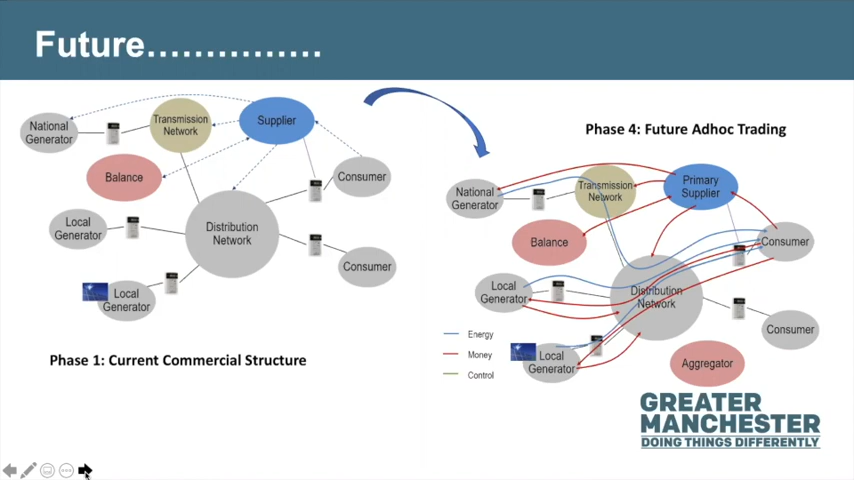 Future……………
National
Generator
Transmission
Network
Supplier
Balance
Consumer
Local
Generator
Distribution
Network
Consumer
Local
Generator
Phase 1: Current Commercial Structure
Phase 4: Future Adhoc Trading
National
Generator
Transmission
Network
Primary
Supplier
Balance
Consumer
Local
Generator
Distribution
Network
Consumer
Local
Generator
Aggregator
Energy
Money
Control
GREATER
MANCHESTER
DOING THINGS DIFFERENTLY